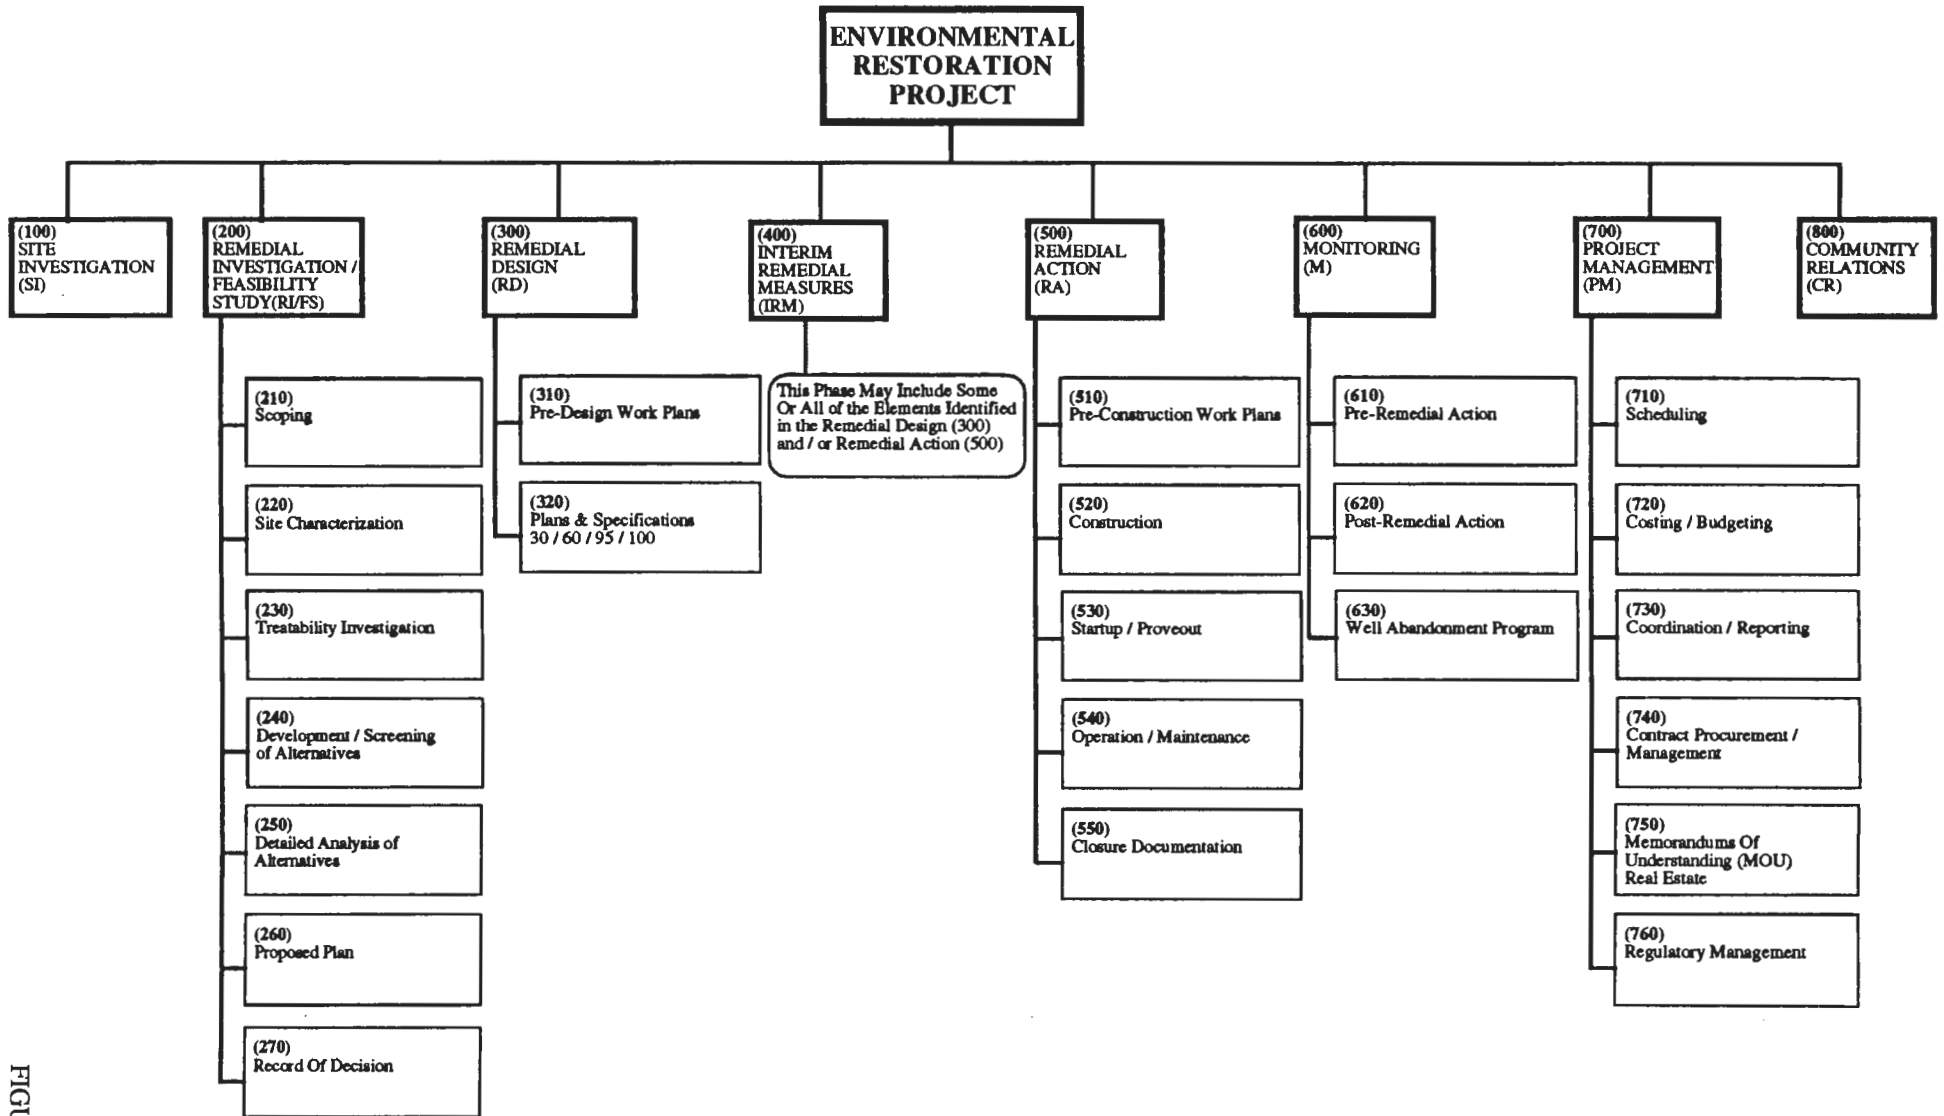 ENVIRONMENTAL
RESTORATION
PROJECT
(100)
SITE
INVESTIGATION
(SI)
(200)
REMEDIAL
INVESTIGATION /
FEASIBILITY
STUDY(RI/FS)
(210)
Scoping
(220)
Site Characterization
(230)
Treatability Investigation
(240)
Development / Screening
of Alternatives
(250)
Detailed Analysis of
Alternatives
(260)
Proposed Plan
(270)
Record Of Decision
(300)
REMEDIAL
DESIGN
(RD)
(310)
Pre-Design Work Plans
(320)
Plans & Specifications
30 / 60 / 95 / 100
(400)
INTERIM
REMEDIAL
MEASURES
(IRM)
This Phase May Include Some
Or All of the Elements Identified
in the Remedial Design (300)
and / or Remedial Action (500)
(500)
REMEDIAL
ACTION
(RA)
(510)
Pre-Construction Work Plans
(520)
Construction
(530)
Startup / Proveout
(540)
Operation / Maintenance
(550)
Closure Documentation
(600)
MONITORING
(M)
(610)
Pre-Remedial Action
(620)
Post-Remedial Action
(630)
Well Abandonment Program
(700)
PROJECT
MANAGEMENT
(PM)
(710)
Scheduling
(720)
Costing / Budgeting
(730)
Coordination / Reporting
(740)
Contract Procurement /
Management
(750)
Memorandums Of
Understanding (MOU)
Real Estate
(760)
Regulatory Management
(800)
COMMUNITY
RELATIONS
(CR)